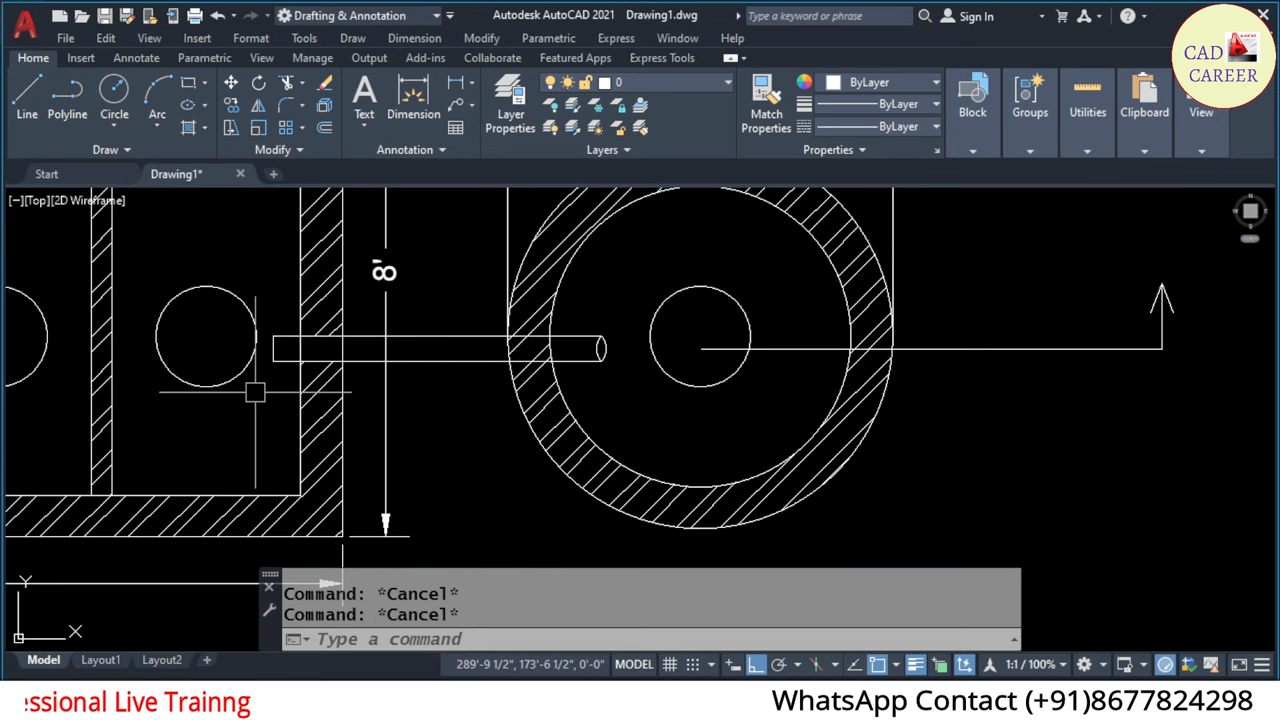 Drafting & Annotation
Autodesk AutoCAD 2021 Drawing1.dwg
Type a keyword or phrase
Sign In
File Edit View Insert Format Tools Draw Dimension Modify Parametric Express Window Help
Home Insert Annotate Parametric View Manage Output Add-ins Collaborate Featured Apps Express Tools
CAD
CAREER
0
ByLayer
ByLayer
ByLayer
Line Polyline Circle Arc
Text Dimension
Layer
Properties
Match
Properties
Block Groups Utilities Clipboard View
Draw Modify Annotation Layers Properties
Start Drawing1*
[−][Top][2D Wireframe]
N
W
E
S
8'
Y
X
Command: *Cancel*
Command: *Cancel*
Type a command
Model Layout1 Layout2
289'-9 1/2", 173'-6 1/2", 0'-0" MODEL 1:1 / 100%
essional Live Trainng
WhatsApp Contact (+91)8677824298